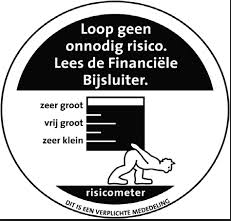 Loop geen
onnodig risico.
Lees de Financiële
Bijsluiter.
zeer groot
vrij groot
zeer klein
risicometer
DIT IS EEN VERPLICHTE MEDEDELING